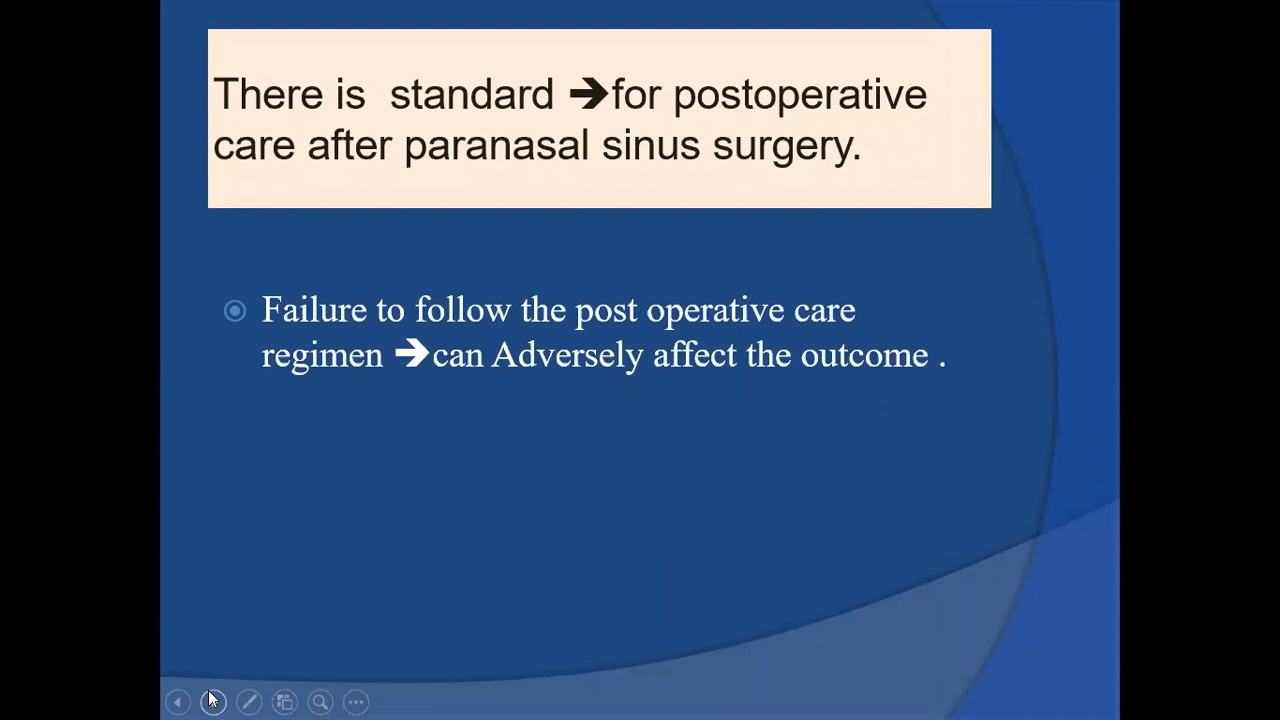 There is  standard ➔for postoperative
care after paranasal sinus surgery.
Failure to follow the post operative care
regimen ➔can Adversely affect the outcome .